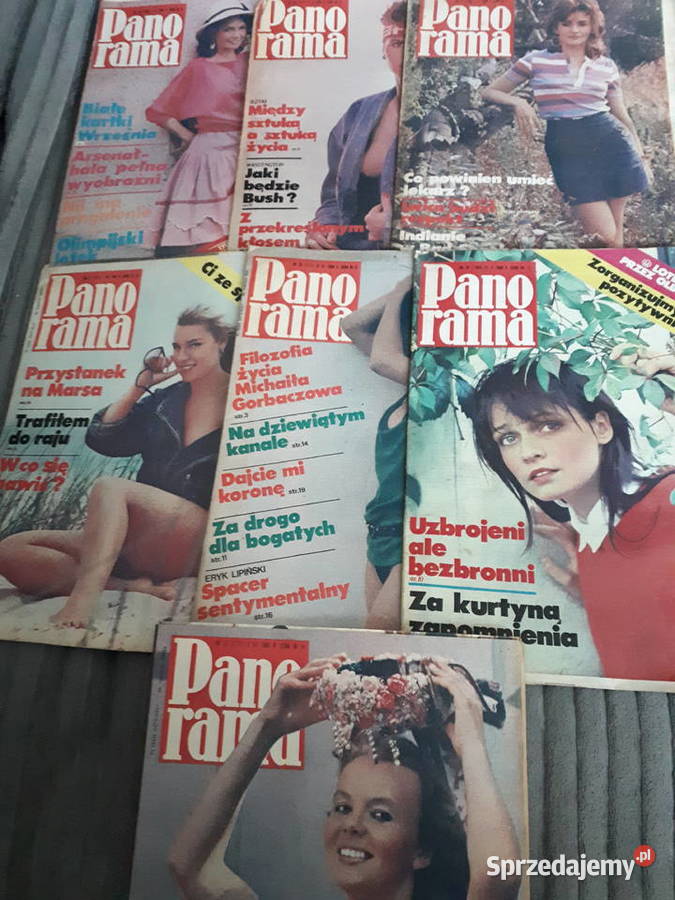 Pano
rama
Białe
kartki
Września
Arsenał-
hala pełna
wyobraźni
Olimpijski
Pano
rama
Między
sztuką
a sztuką
życia
Jaki
będzie
Bush?
Z
przekreślonym
kłosem
Pano
rama
Co powinien umieć
lekarz?
Indianie
Pano
rama
Ci ze
Przystanek
na Marsa
Trafiłem
do raju
W co się
bawić?
Pano
rama
Filozofia
życia
Michaiła
Gorbaczowa
str.3
Na dziewiątym
kanale str.14
Dajcie mi
koronę str.19
Za drogo
dla bogatych
str.11
ERYK LIPIŃSKI
Spacer
sentymentalny
str.16
Pano
rama
Zorganizujmy
pozytywn
Uzbrojeni
ale
bezbronni
Za kurtyną
zapomnienia
Pano
rama
Sprzedajemy.pl